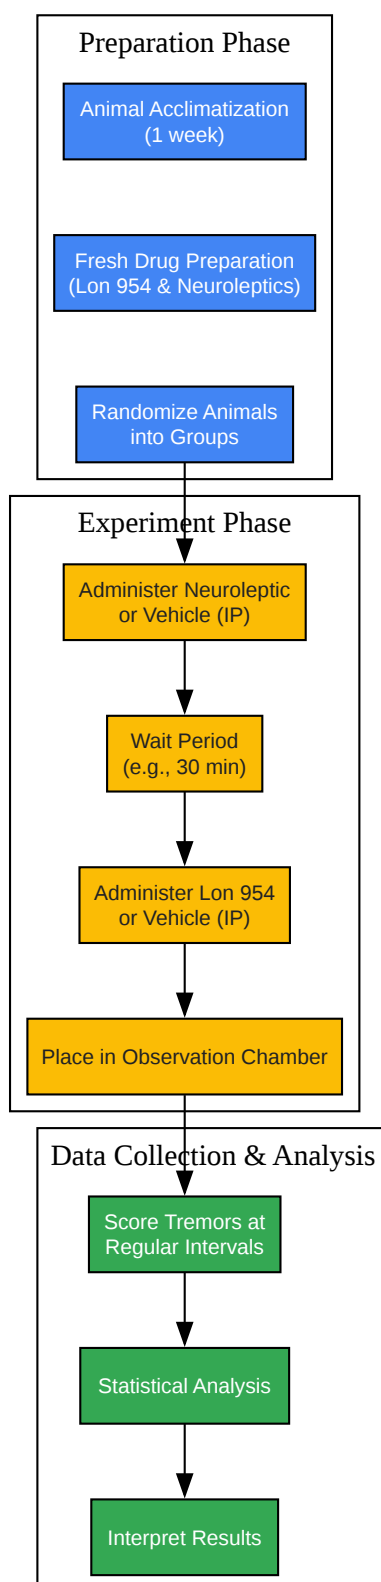 Preparation Phase
Animal Acclimatization
(1 week)
Fresh Drug Preparation
(Lon 954 & Neuroleptics)
Randomize Animals
into Groups
Experiment Phase
Administer Neuroleptic
or Vehicle (IP)
Wait Period
(e.g., 30 min)
Administer Lon 954
or Vehicle (IP)
Place in Observation Chamber
Data Collection & Analysis
Score Tremors at
Regular Intervals
Statistical Analysis
Interpret Results